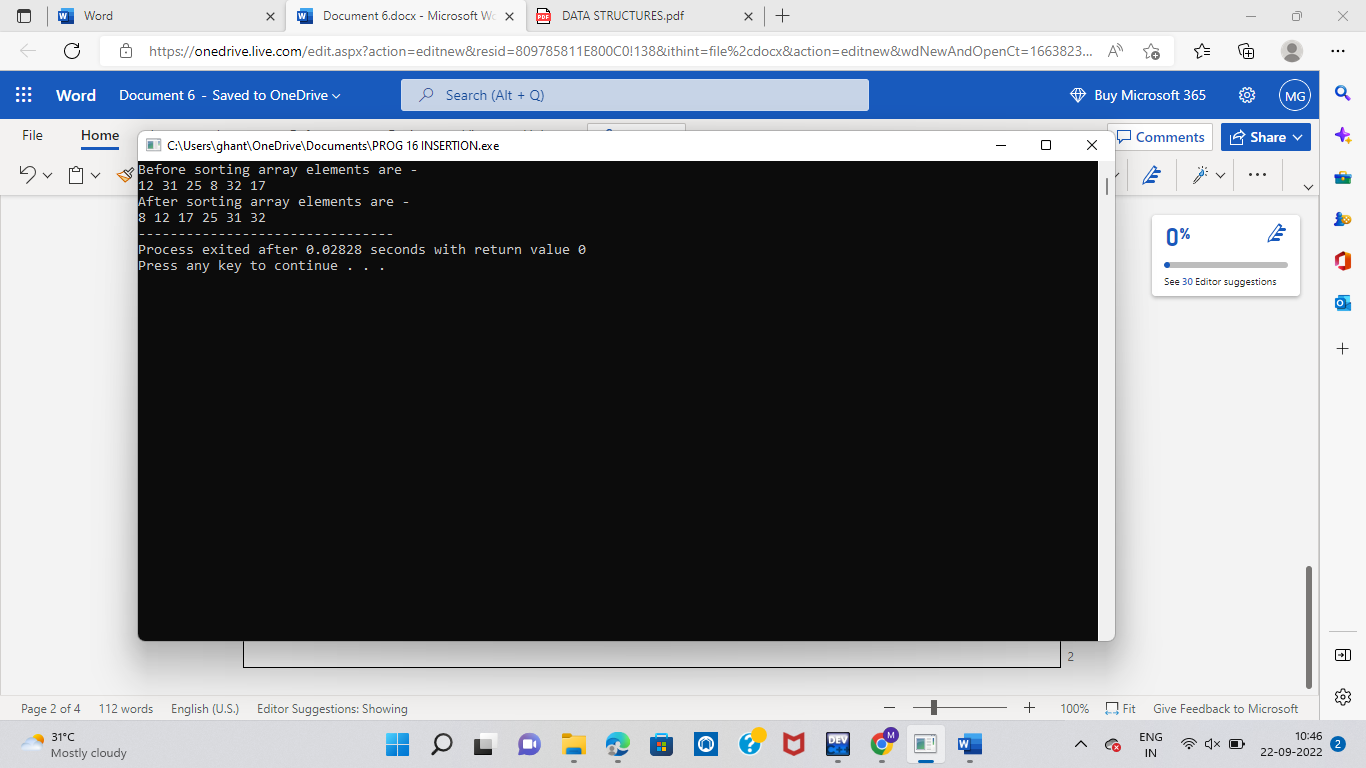 Word
Document 6.docx - Microsoft Wo
DATA STRUCTURES.pdf
https://onedrive.live.com/edit.aspx?action=editnew&resid=809785811E800C0!138&ithint=file%2cdocx&action=editnew&wdNewAndOpenCt=1663823...
Word Document 6 - Saved to OneDrive
Search (Alt + Q)
Buy Microsoft 365
MG
File Home
Comments
Share
C:\Users\ghant\OneDrive\Documents\PROG 16 INSERTION.exe
Before sorting array elements are -
12 31 25 8 32 17
After sorting array elements are -
8 12 17 25 31 32
--------------------------------
Process exited after 0.02828 seconds with return value 0
Press any key to continue . . .
0%
See 30 Editor suggestions
2
Page 2 of 4 112 words English (U.S.) Editor Suggestions: Showing
100% Fit Give Feedback to Microsoft
31°C
Mostly cloudy
DEV
M
ENG
IN
10:46
22-09-2022
2